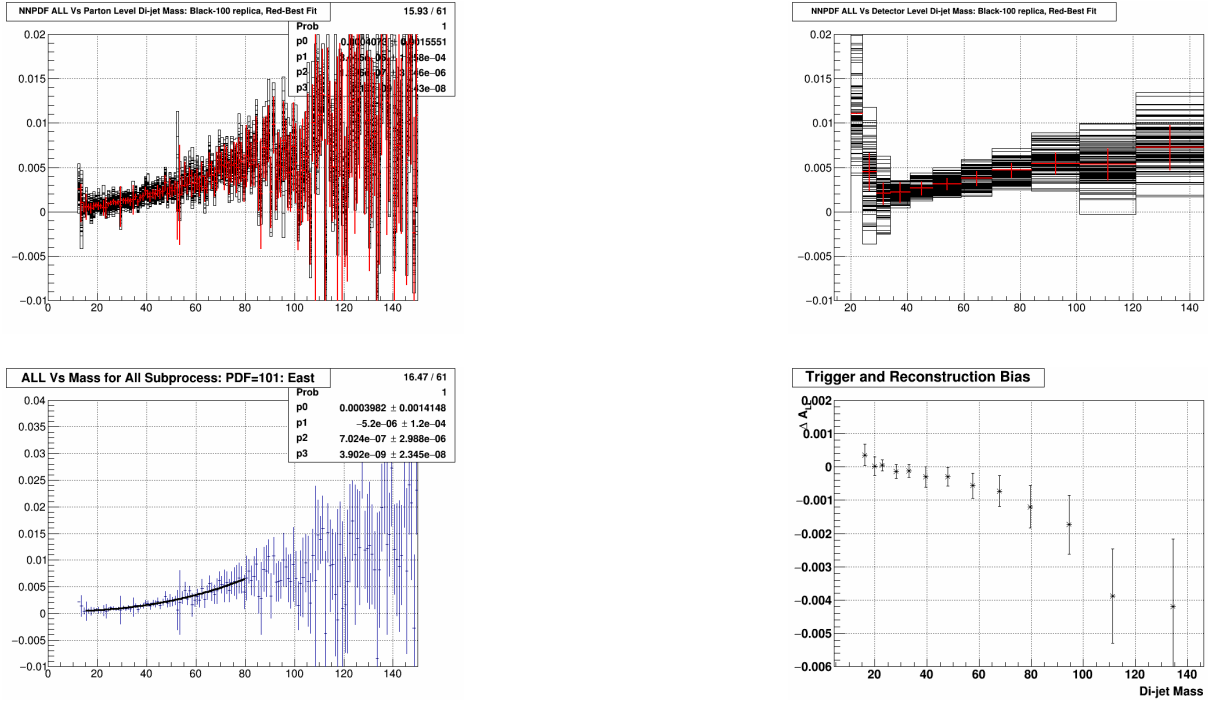 NNPDF ALL Vs Parton Level Di-jet Mass: Black-100 replica, Red-Best Fit
15.93 / 61
Prob 1
p0
p1
p2
p3
0.02
0.015
0.01
0.005
0
−0.005
−0.01
0 20 40 60 80 100 120 140
NNPDF ALL Vs Detector Level Di-jet Mass: Black-100 replica, Red-Best Fit
0.02
0.015
0.01
0.005
0
−0.005
−0.01
20 40 60 80 100 120 140
ALL Vs Mass for All Subprocess: PDF=101: East
16.47 / 61
Prob 1
p0 0.0003982 ± 0.0014148
p1 −5.2e−06 ± 1.2e−04
p2 7.024e−07 ± 2.988e−06
p3 3.902e−09 ± 2.345e−08
0.04
0.035
0.03
0.025
0.02
0.015
0.01
0.005
0
−0.005
−0.01
0 20 40 60 80 100 120 140
Trigger and Reconstruction Bias
0.002
0.001
0
−0.001
−0.002
−0.003
−0.004
−0.005
−0.006
20 40 60 80 100 120 140
Di-jet Mass